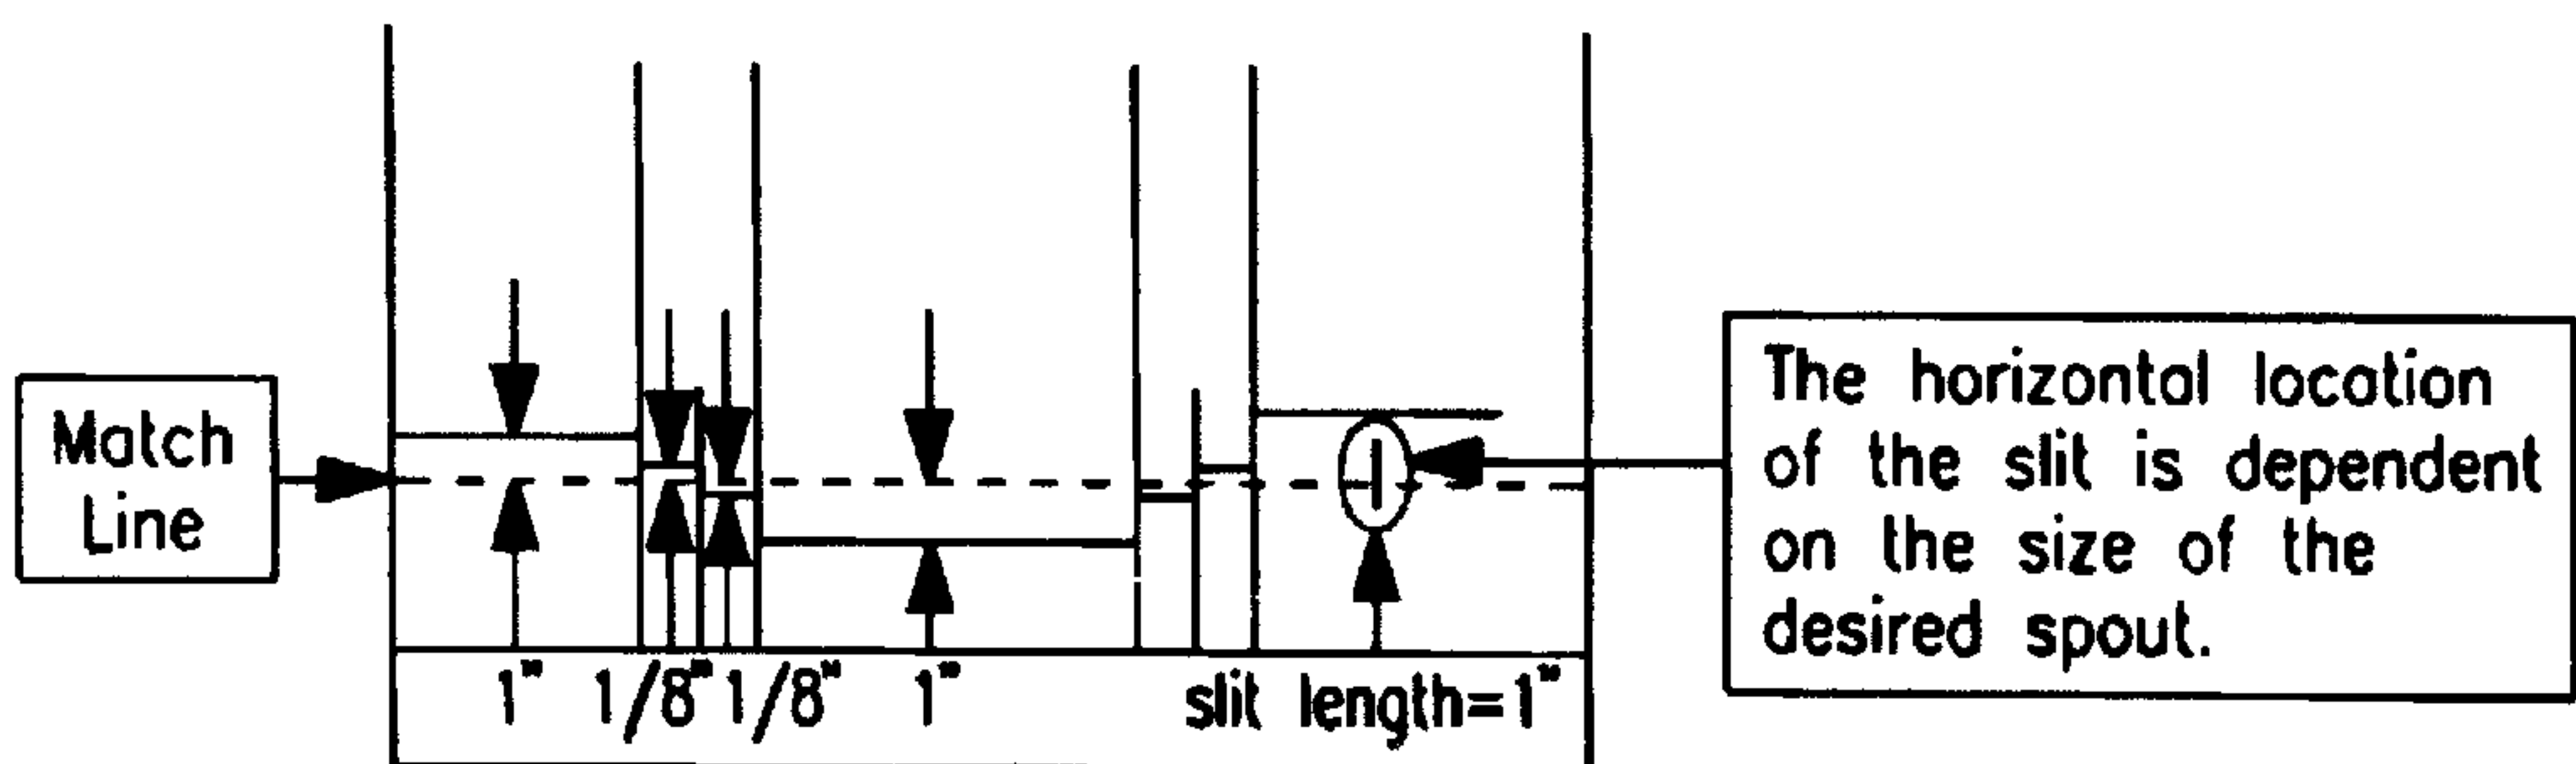 Match
Line
The horizontal location
of the slit is dependent
on the size of the
desired spout.
1" 1/8" 1/8" 1" slit length=1"